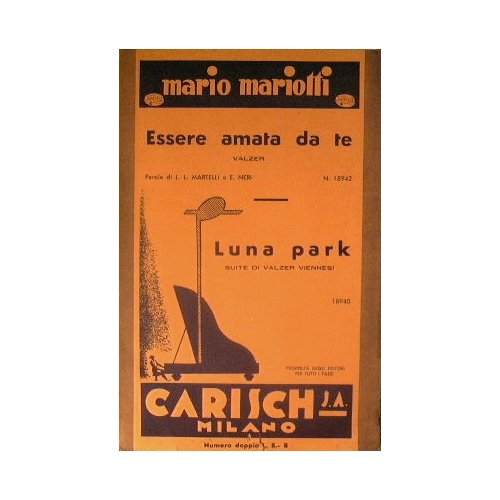 mario mariotti
Essere amata da te
VALZER
Parole di L. L. MARTELLI e E. NERI N. 18942
Luna park
SUITE DI VALZER VIENNESI
18940
PROPRIETÀ DEGLI EDITORI
PER TUTTI I PAESI
CARISCH S.A.
MILANO
Numero doppio L. 8.- B